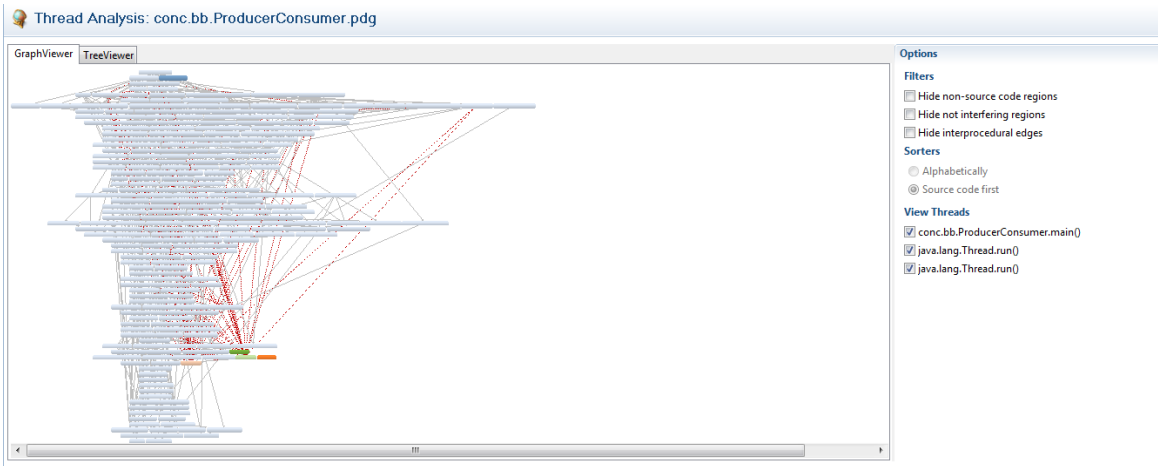 Thread Analysis: conc.bb.ProducerConsumer.pdg
GraphViewer
TreeViewer
Options
Filters
Hide non-source code regions
Hide not interfering regions
Hide interprocedural edges
Sorters
Alphabetically
Source code first
View Threads
conc.bb.ProducerConsumer.main()
java.lang.Thread.run()
java.lang.Thread.run()